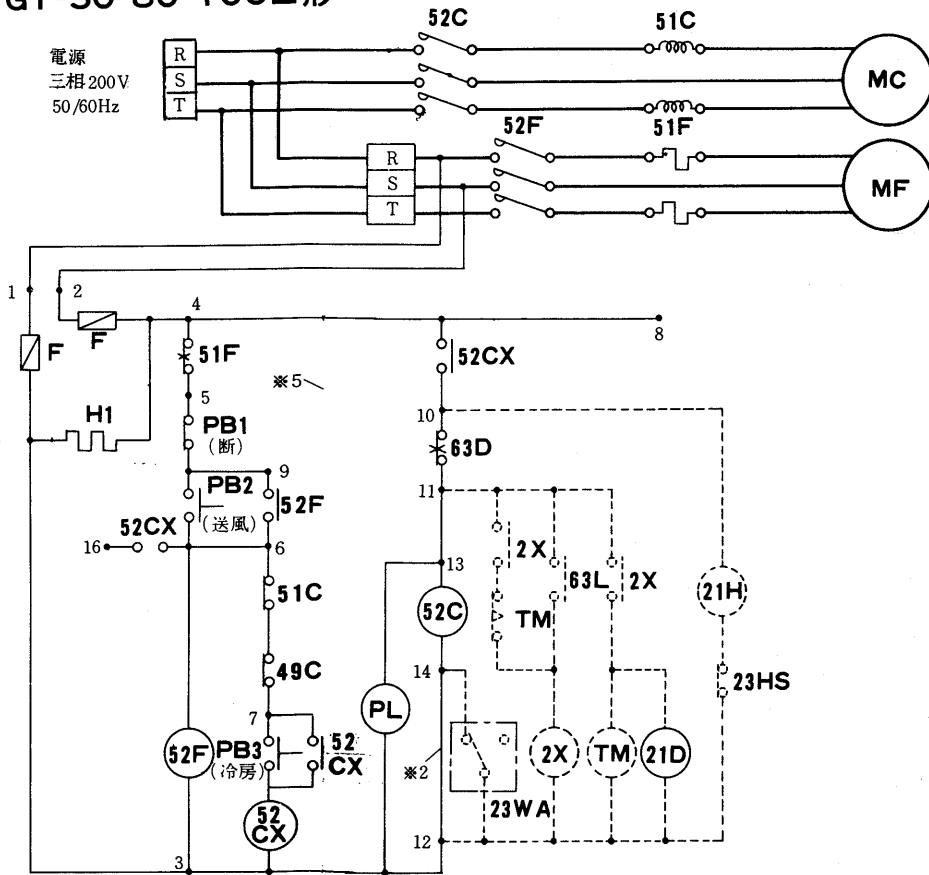 52C
51C
電源
三相200V
50/60Hz
R
S
T
MC
52F
51F
R
S
T
MF
1
2
4
8
F
F
51F
52CX
※5
5
10
H1
PB1
(断)
63D
9
11
PB2
(送風)
52F
52CX
16
6
2X
13
63L
2X
51C
52C
TM
21H
49C
14
23HS
7
PL
52F
PB3
(冷房)
52
CX
※2
2X
TM
21D
23WA
52
CX
12
3